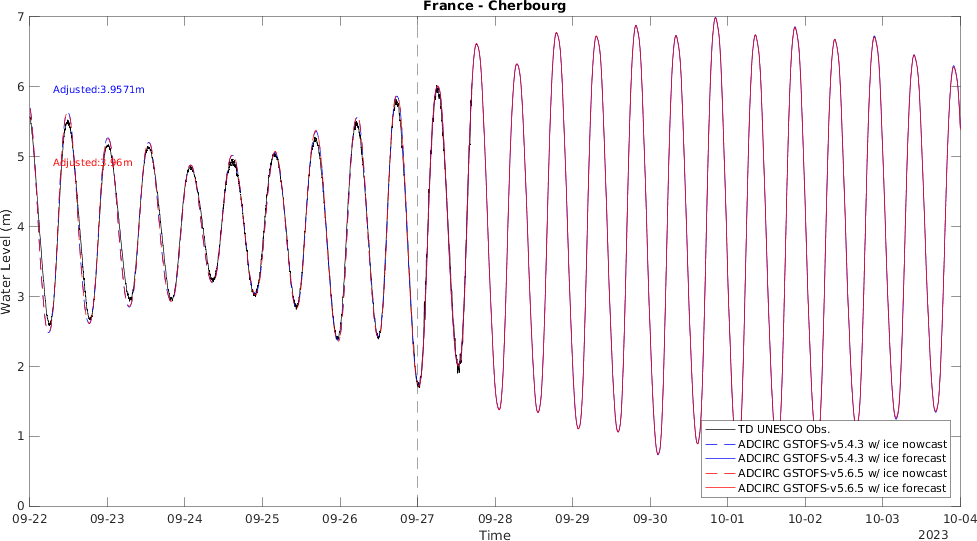 France - Cherbourg
Water Level (m)
7
6
5
4
3
2
1
0
Adjusted:3.9571m
Adjusted:3.96m
TD UNESCO Obs.
ADCIRC GSTOFS-v5.4.3 w/ ice nowcast
ADCIRC GSTOFS-v5.4.3 w/ ice forecast
ADCIRC GSTOFS-v5.6.5 w/ ice nowcast
ADCIRC GSTOFS-v5.6.5 w/ ice forecast
09-22 09-23 09-24 09-25 09-26 09-27 09-28 09-29 09-30 10-01 10-02 10-03 10-04
Time
2023